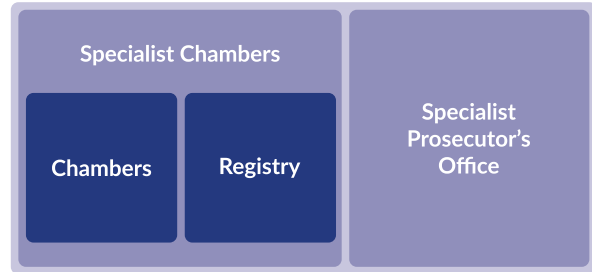 Specialist Chambers
Chambers
Registry
Specialist
Prosecutor’s
Office